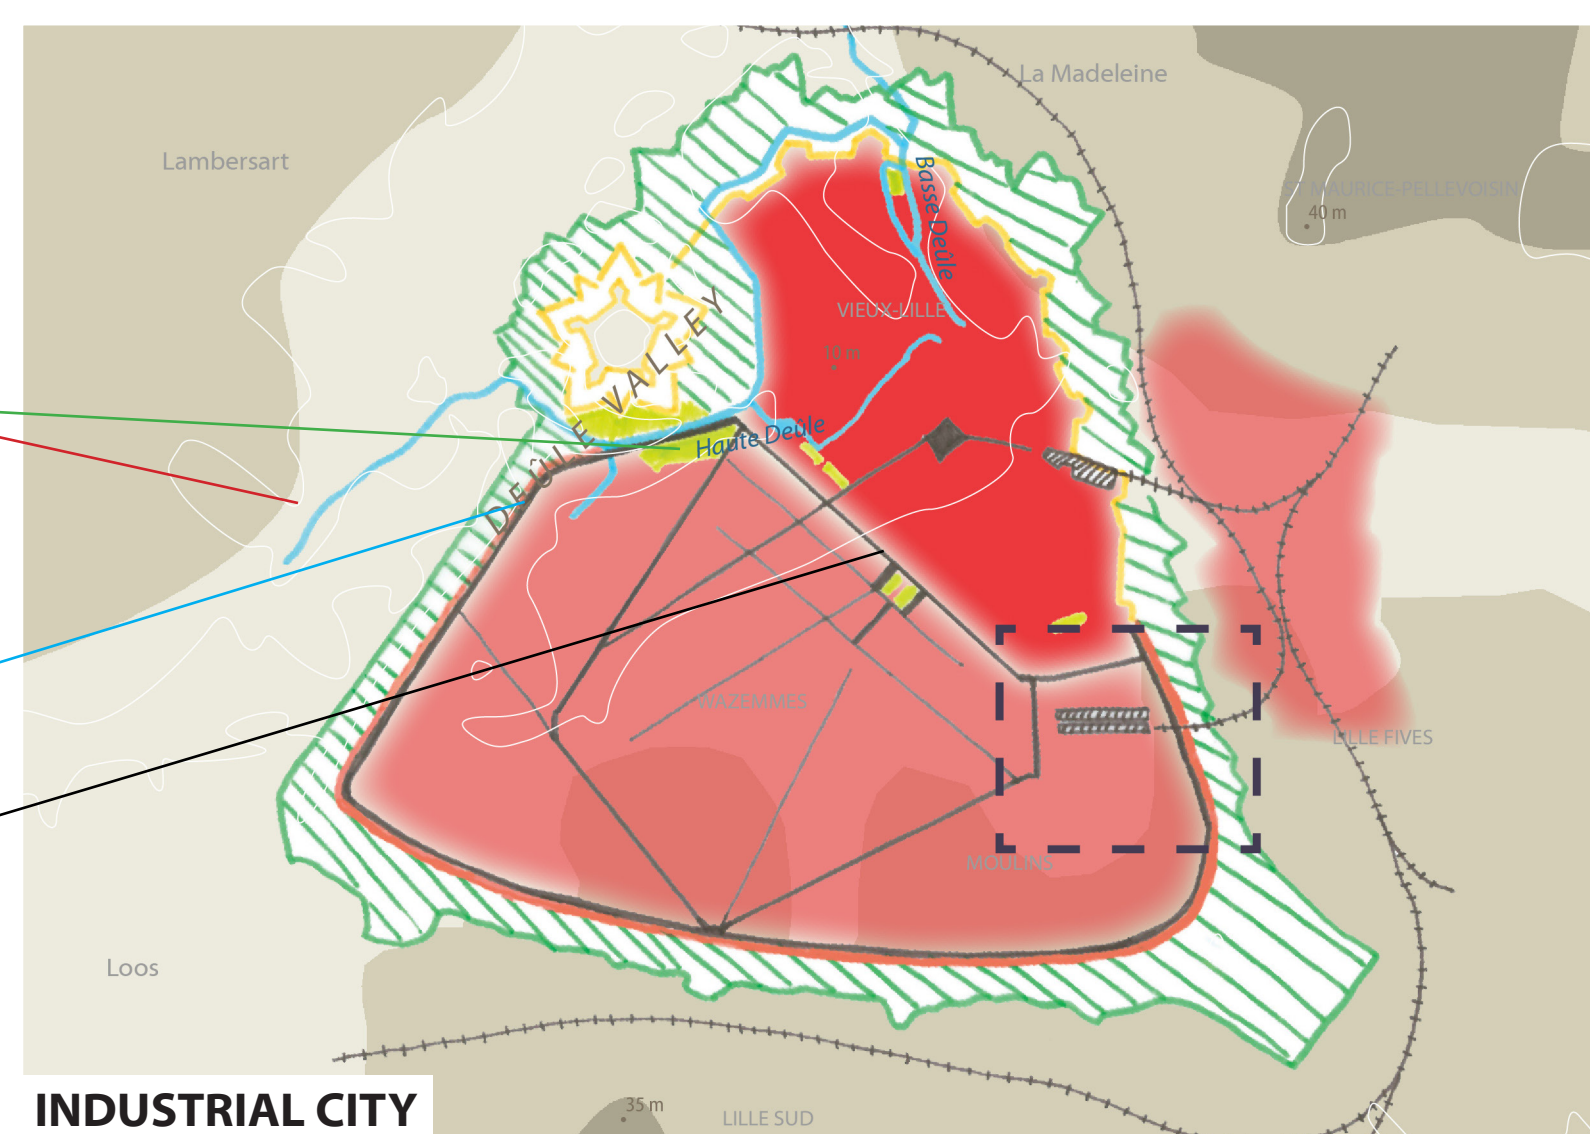 La Madeleine
Lambersart
ST MAURICE-PELLEVOISIN
40 m
Basse Deûle
VIEUX-LILLE
10 m
DEÛLE VALLEY
Haute Deûle
WAZEMMES
LILLE FIVES
MOULINS
Loos
INDUSTRIAL CITY
35 m
LILLE SUD